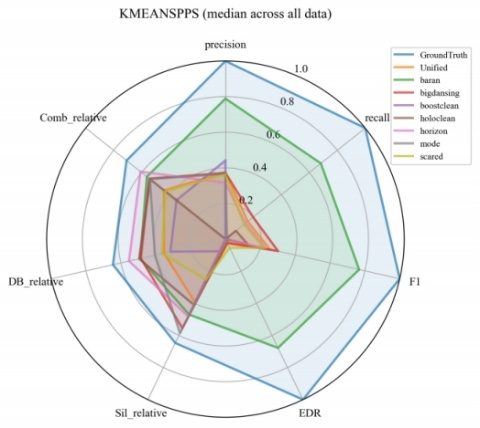 KMEANSPPS (median across all data)
precision
1.0
0.8
0.6
0.4
0.2
recall
F1
EDR
Sil_relative
DB_relative
Comb_relative
GroundTruth
Unified
baran
bigdansing
boostclean
holoclean
horizon
mode
scared